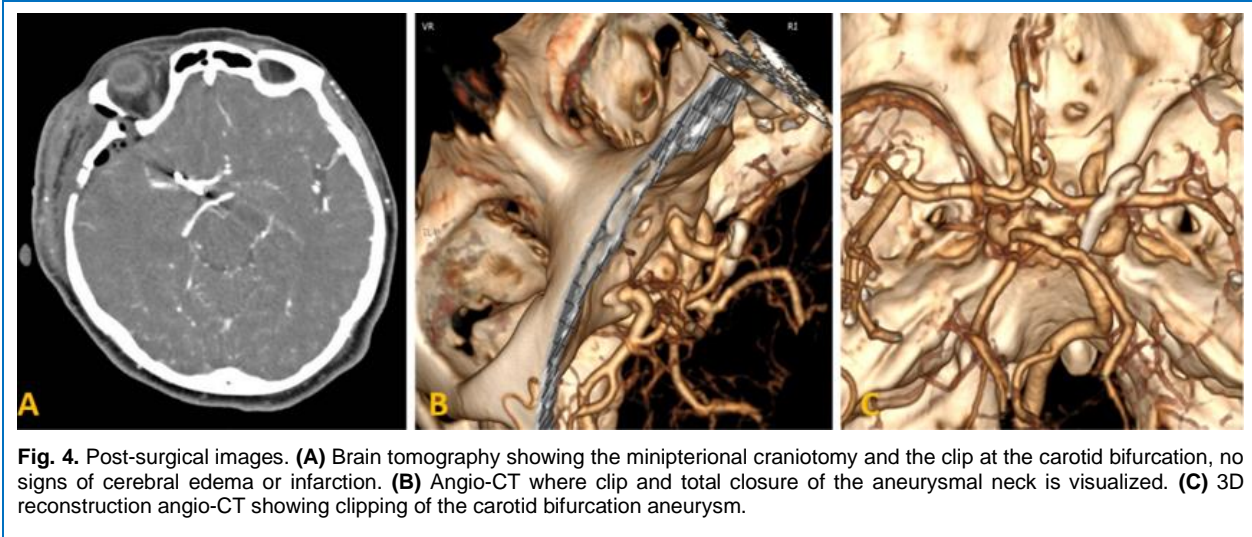 VR
RI
A
B
C
Fig. 4. Post-surgical images. (A) Brain tomography showing the minipterional craniotomy and the clip at the carotid bifurcation, no
signs of cerebral edema or infarction. (B) Angio-CT where clip and total closure of the aneurysmal neck is visualized. (C) 3D
reconstruction angio-CT showing clipping of the carotid bifurcation aneurysm.